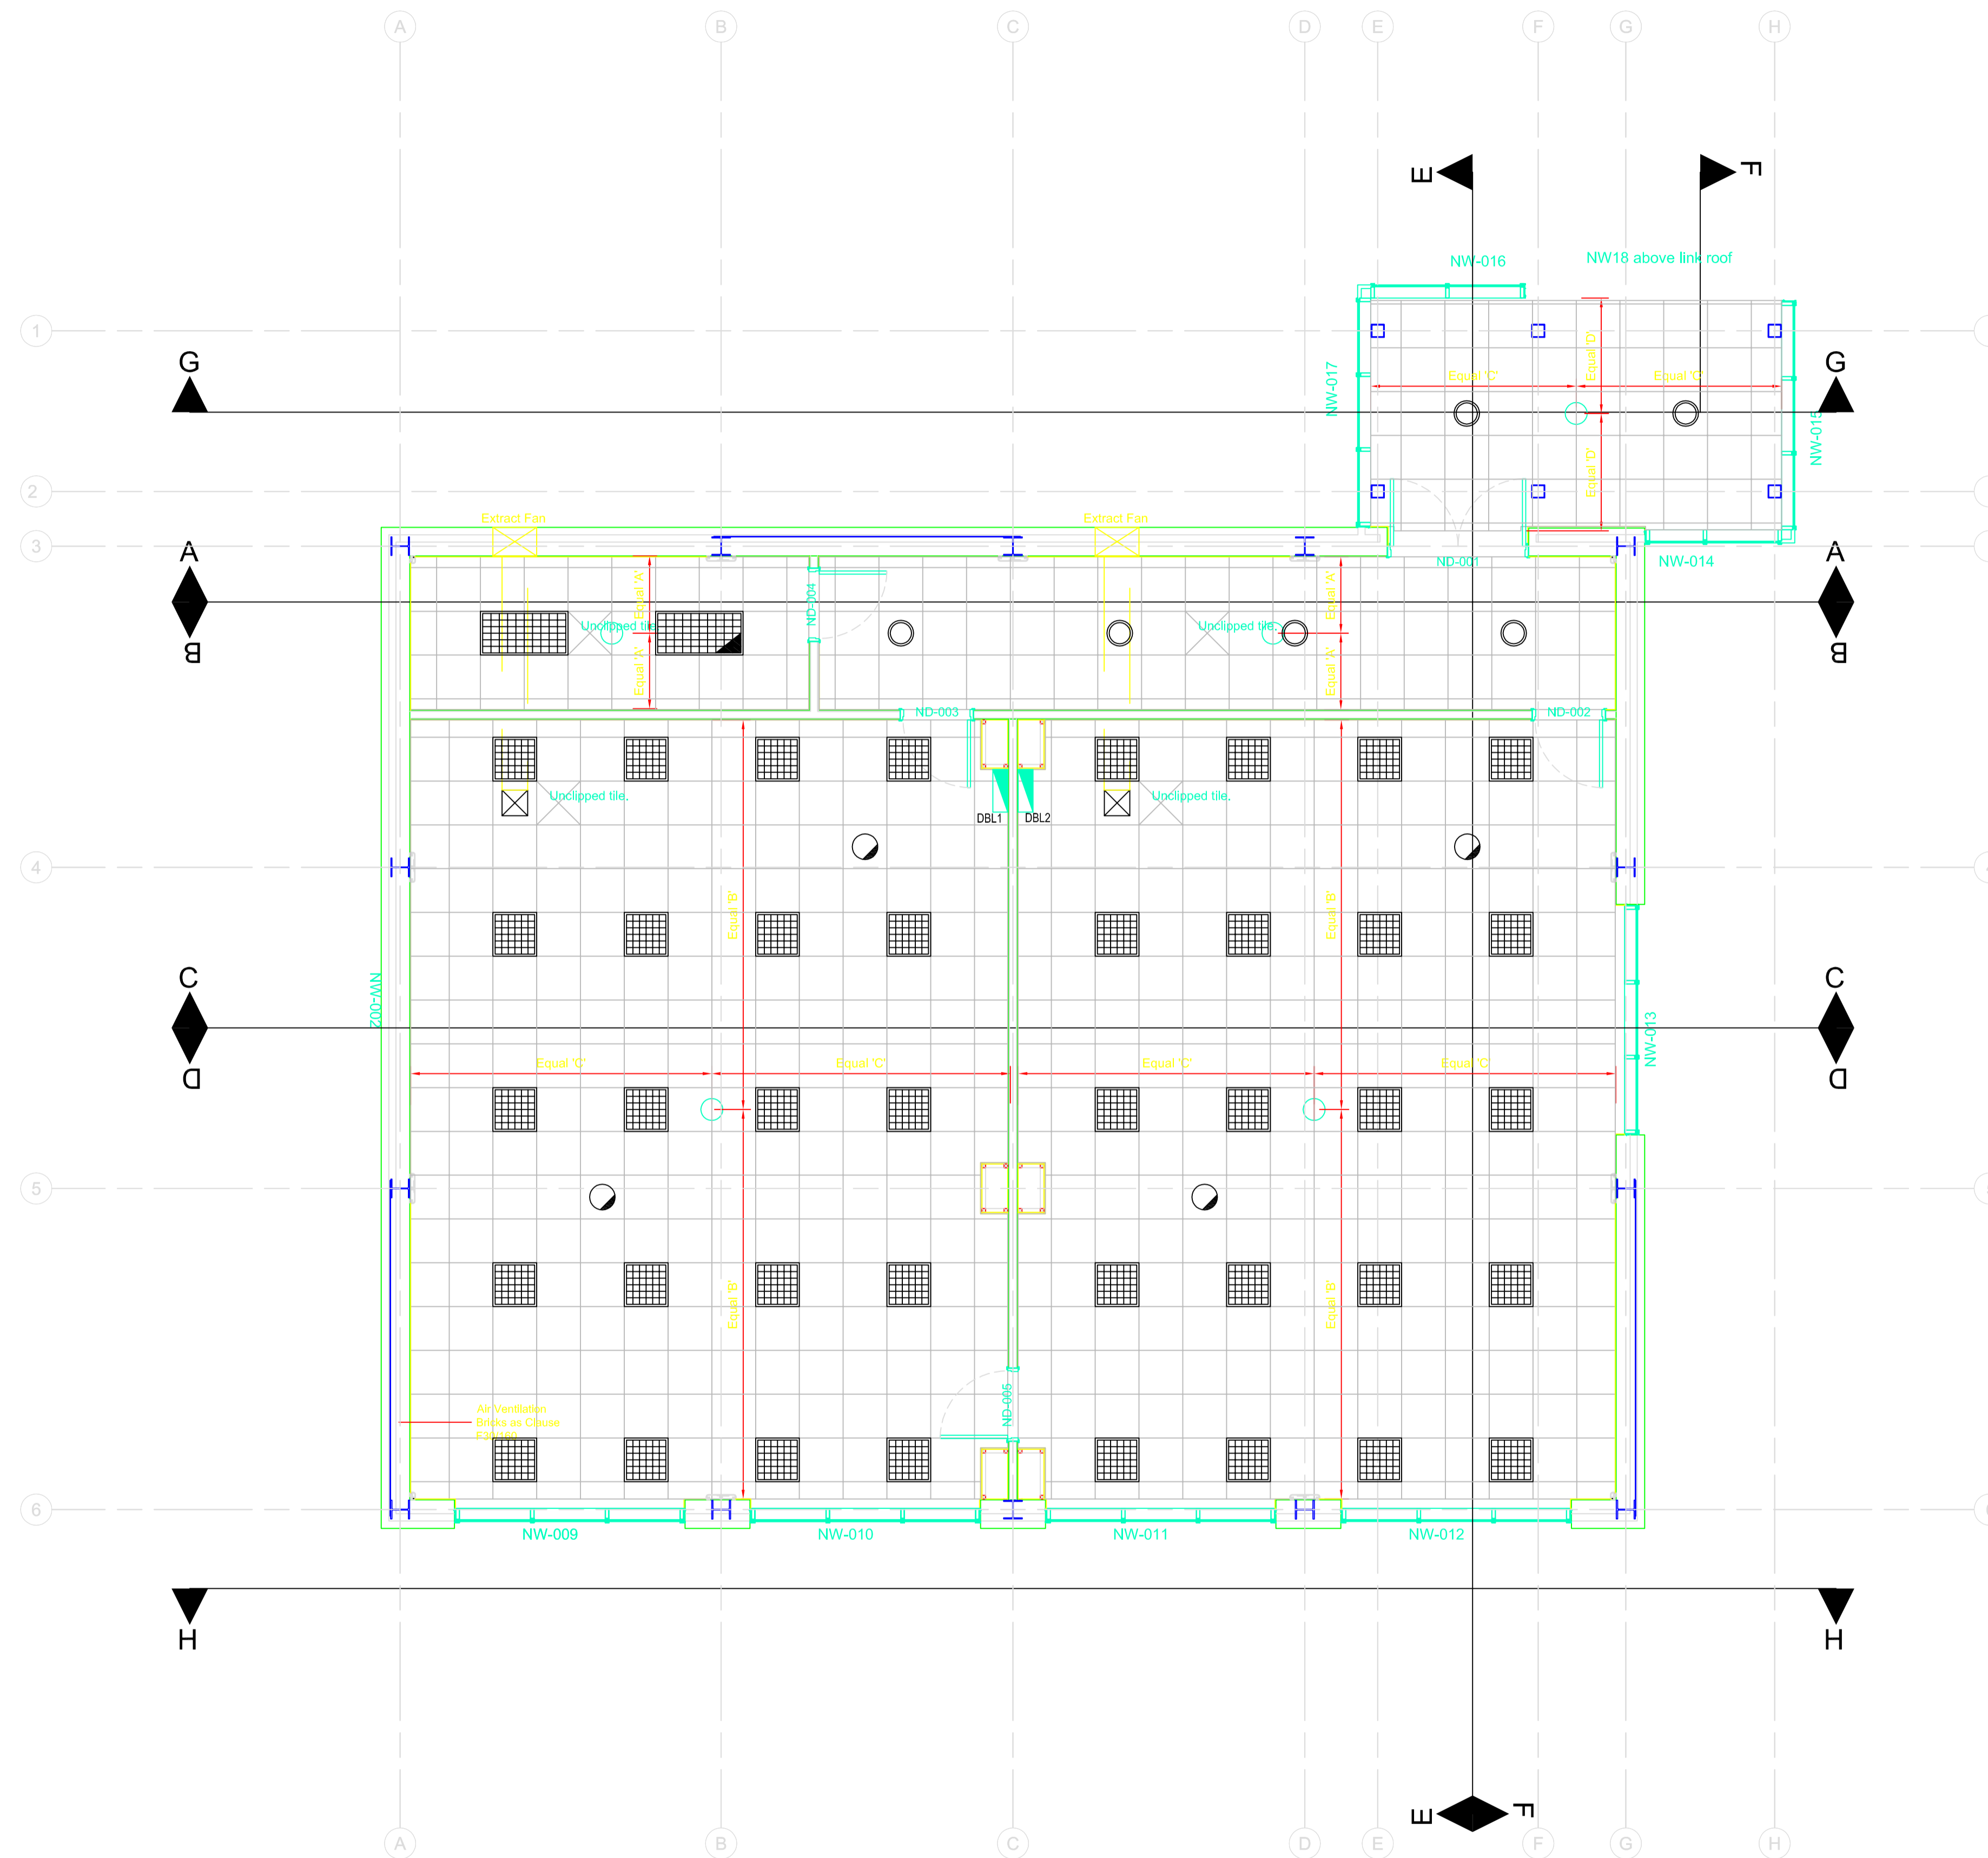 A B C D E F G H
E F
NW-016 NW18 above link roof
1
G G
NW-017 Equal 'C' Equal 'D' Equal 'C'
NW-015
Equal 'D'
2
Extract Fan Extract Fan
3
A A
ND-001 NW-014
Equal 'A' ND-004 Equal 'A'
Unclipped tile. Unclipped tile.
B B
Equal 'A' Equal 'A'
ND-003 ND-002
Unclipped tile. Unclipped tile.
DBL1 DBL2
4
Equal 'B' Equal 'B'
C C
NW-002 NW-013
Equal 'C' Equal 'C' Equal 'C' Equal 'C'
D D
5
Equal 'B' Equal 'B'
ND-005
Air Ventilation
Bricks as Clause
6
NW-009 NW-010 NW-011 NW-012
H H
E F
A B C D E F G H